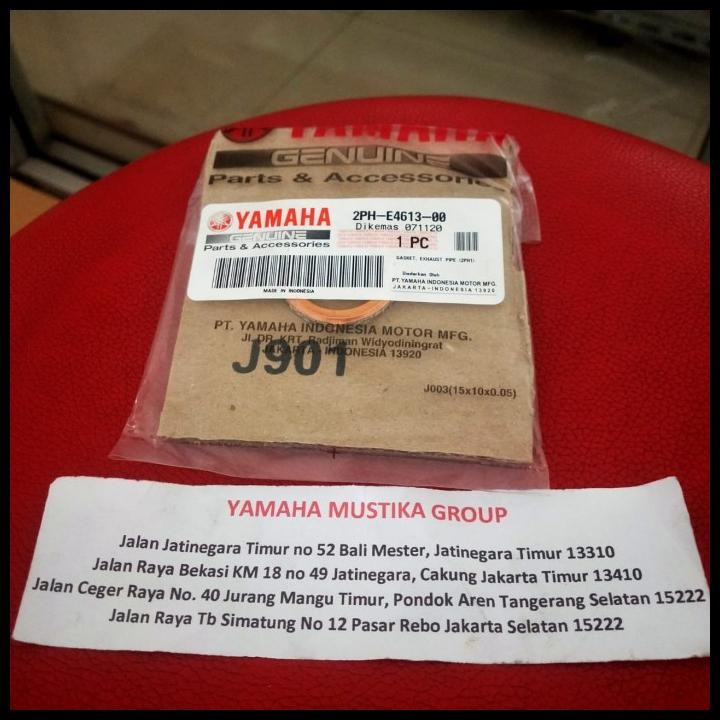 YAMAHA
GENUINE
Parts & Accessories
YAMAHA
GENUINE
Parts & Accessories
MADE IN INDONESIA
2PH-E4613-00
Dikemas 071120
1 PC
GASKET, EXHAUST PIPE (2PH1)
Diedarkan Oleh
PT. YAMAHA INDONESIA MOTOR MFG.
JAKARTA-INDONESIA 13920
PT. YAMAHA INDONESIA MOTOR MFG.
Jl. DR. KRT. Radjiman Widyodiningrat
JAKARTA - INDONESIA 13920
J901
J003(15x10x0.05)
YAMAHA MUSTIKA GROUP
Jalan Jatinegara Timur no 52 Bali Mester, Jatinegara Timur 13310
Jalan Raya Bekasi KM 18 no 49 Jatinegara, Cakung Jakarta Timur 13410
Jalan Ceger Raya No. 40 Jurang Mangu Timur, Pondok Aren Tangerang Selatan 15222
Jalan Raya Tb Simatung No 12 Pasar Rebo Jakarta Selatan 15222